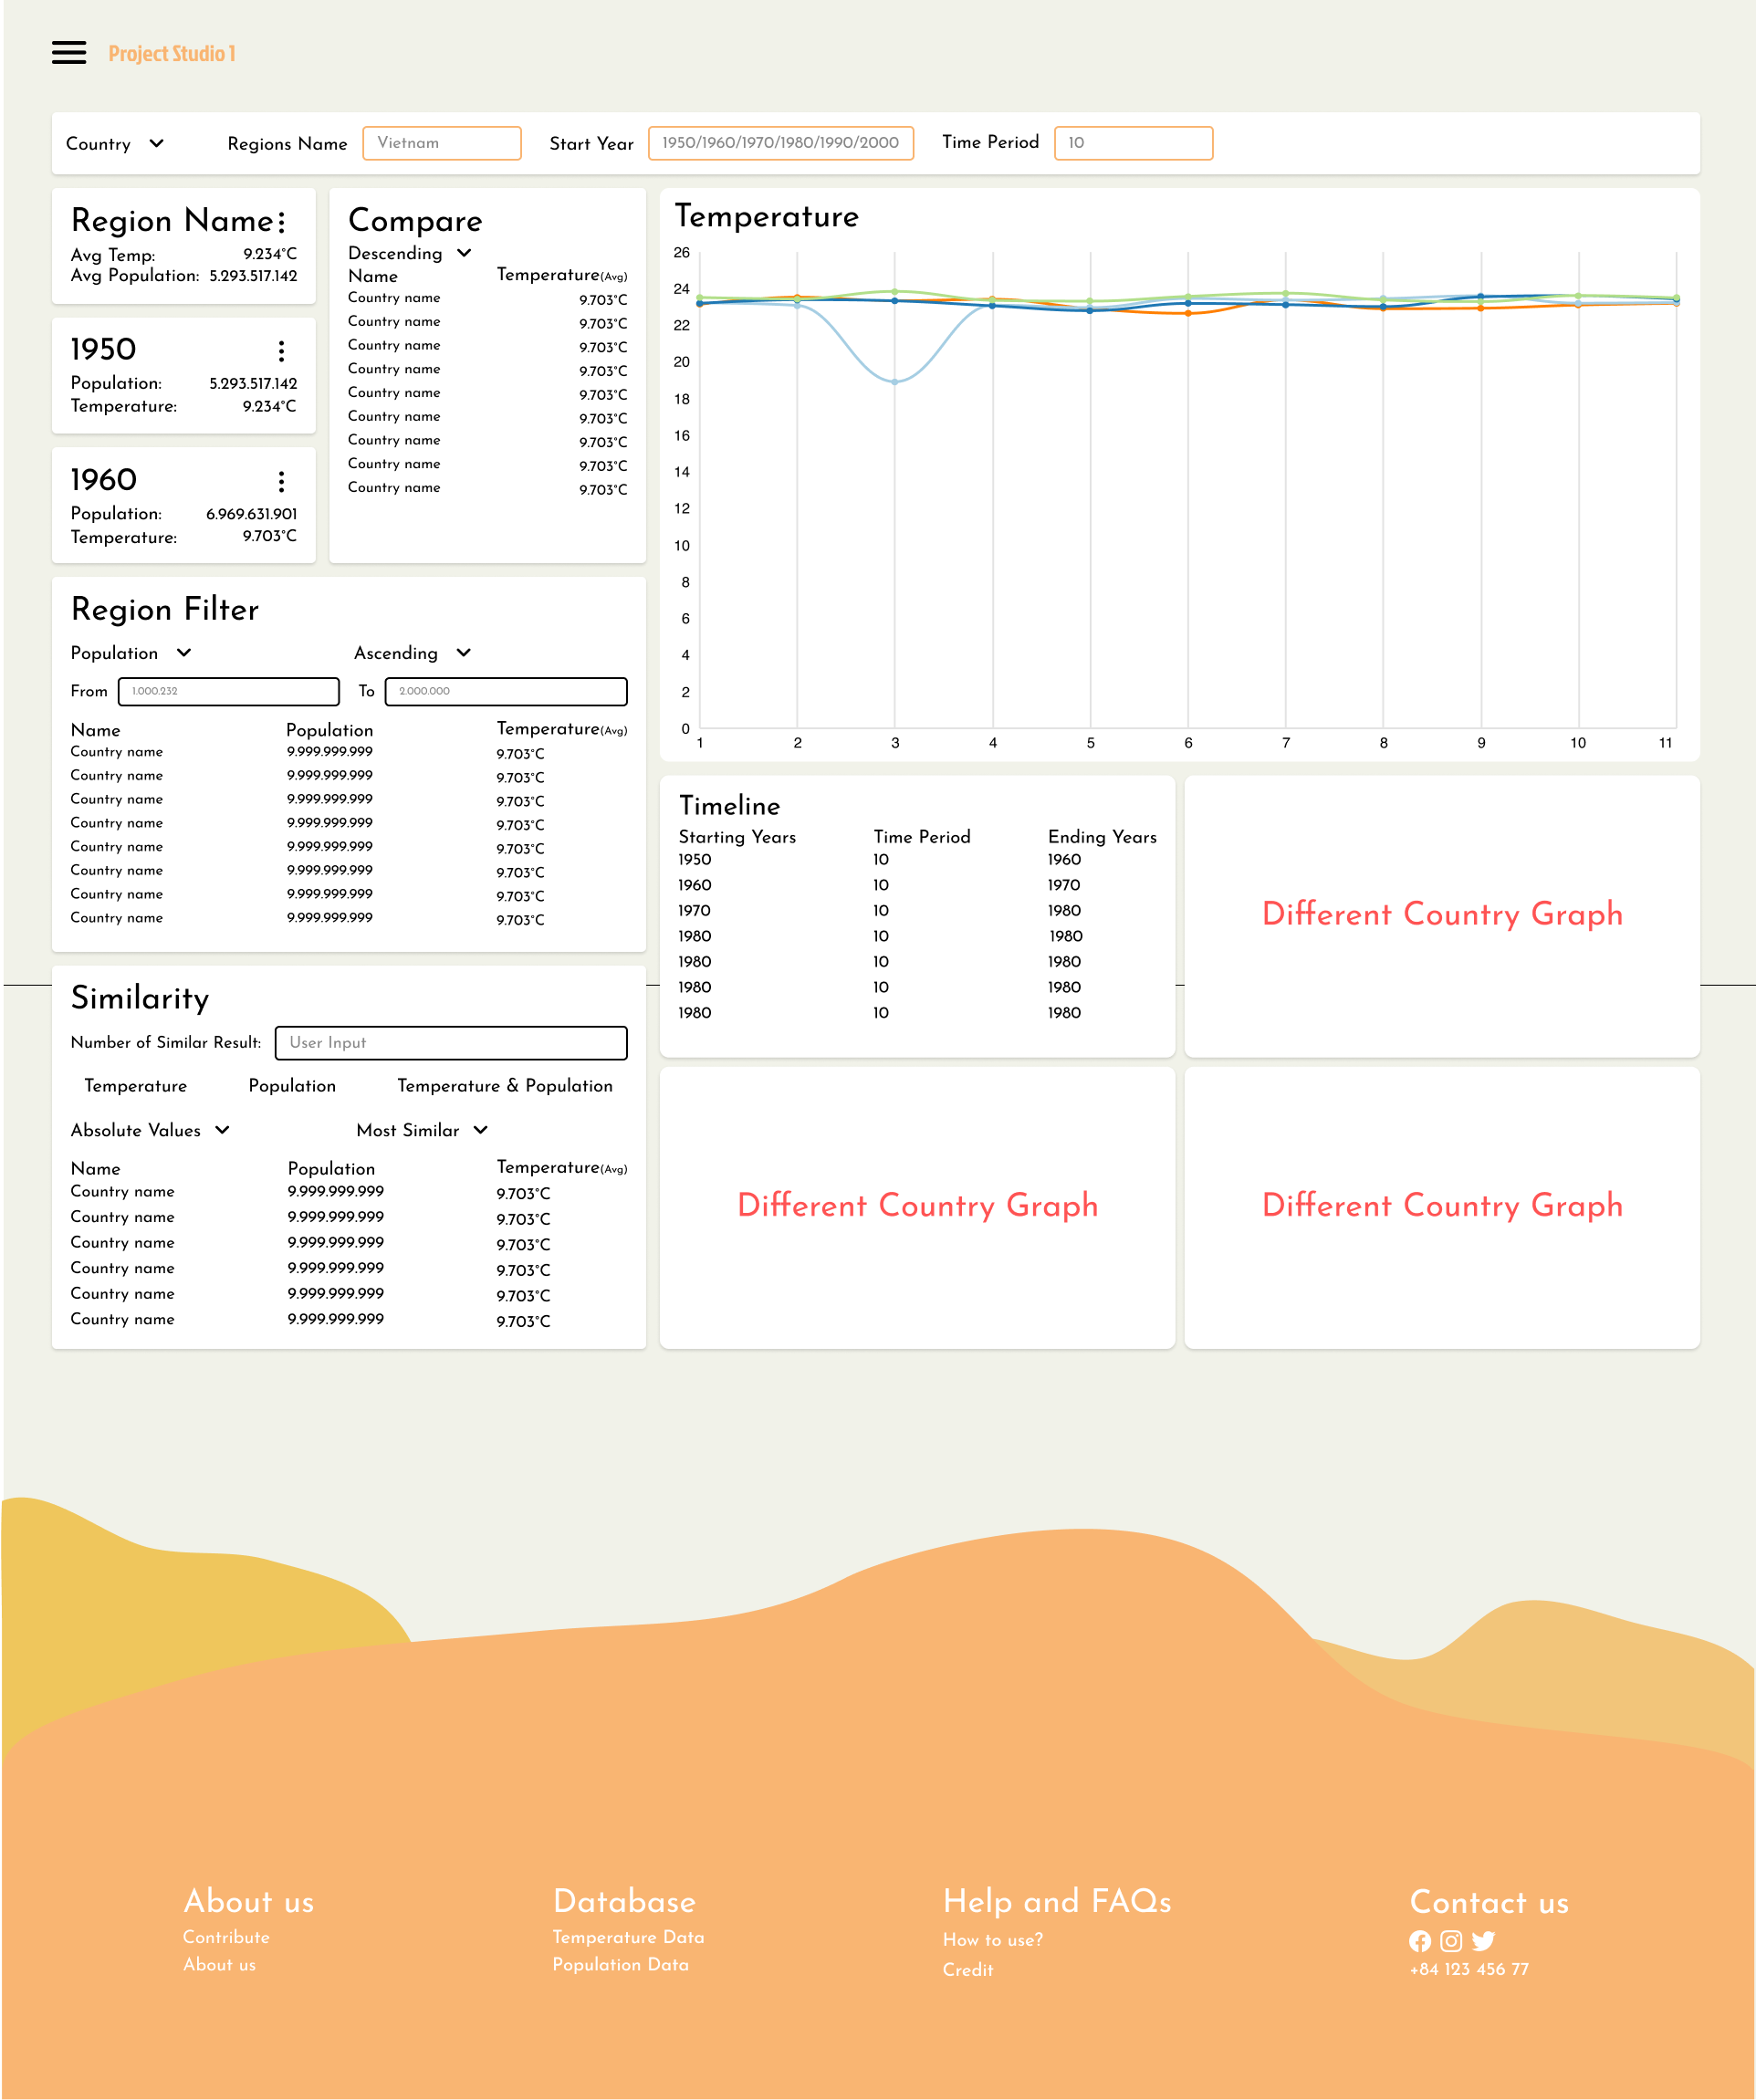 Project Studio 1
Country Regions Name Vietnam Start Year 1950/1960/1970/1980/1990/2000 Time Period 10
Region Name
Avg Temp: 9.234°C
Avg Population: 5.293.517.142
1950
Population: 5.293.517.142
Temperature: 9.234°C
1960
Population: 6.969.631.901
Temperature: 9.703°C
Compare
Descending
Name Temperature(Avg)
Country name 9.703°C
Country name 9.703°C
Country name 9.703°C
Country name 9.703°C
Country name 9.703°C
Country name 9.703°C
Country name 9.703°C
Country name 9.703°C
Country name 9.703°C
Temperature
26
24
22
20
18
16
14
12
10
8
6
4
2
0
1 2 3 4 5 6 7 8 9 10 11
Region Filter
Population Ascending
From 1.000.232 To 2.000.000
Name Population Temperature(Avg)
Country name 9.999.999.999 9.703°C
Country name 9.999.999.999 9.703°C
Country name 9.999.999.999 9.703°C
Country name 9.999.999.999 9.703°C
Country name 9.999.999.999 9.703°C
Country name 9.999.999.999 9.703°C
Country name 9.999.999.999 9.703°C
Country name 9.999.999.999 9.703°C
Timeline
Starting Years Time Period Ending Years
1950 10 1960
1960 10 1970
1970 10 1980
1980 10 1980
1980 10 1980
1980 10 1980
1980 10 1980
Different Country Graph
Similarity
Number of Similar Result: User Input
Temperature Population Temperature & Population
Absolute Values Most Similar
Name Population Temperature(Avg)
Country name 9.999.999.999 9.703°C
Country name 9.999.999.999 9.703°C
Country name 9.999.999.999 9.703°C
Country name 9.999.999.999 9.703°C
Country name 9.999.999.999 9.703°C
Country name 9.999.999.999 9.703°C
Different Country Graph
Different Country Graph
About us
Contribute
About us
Database
Temperature Data
Population Data
Help and FAQs
How to use?
Credit
Contact us
+84 123 456 77